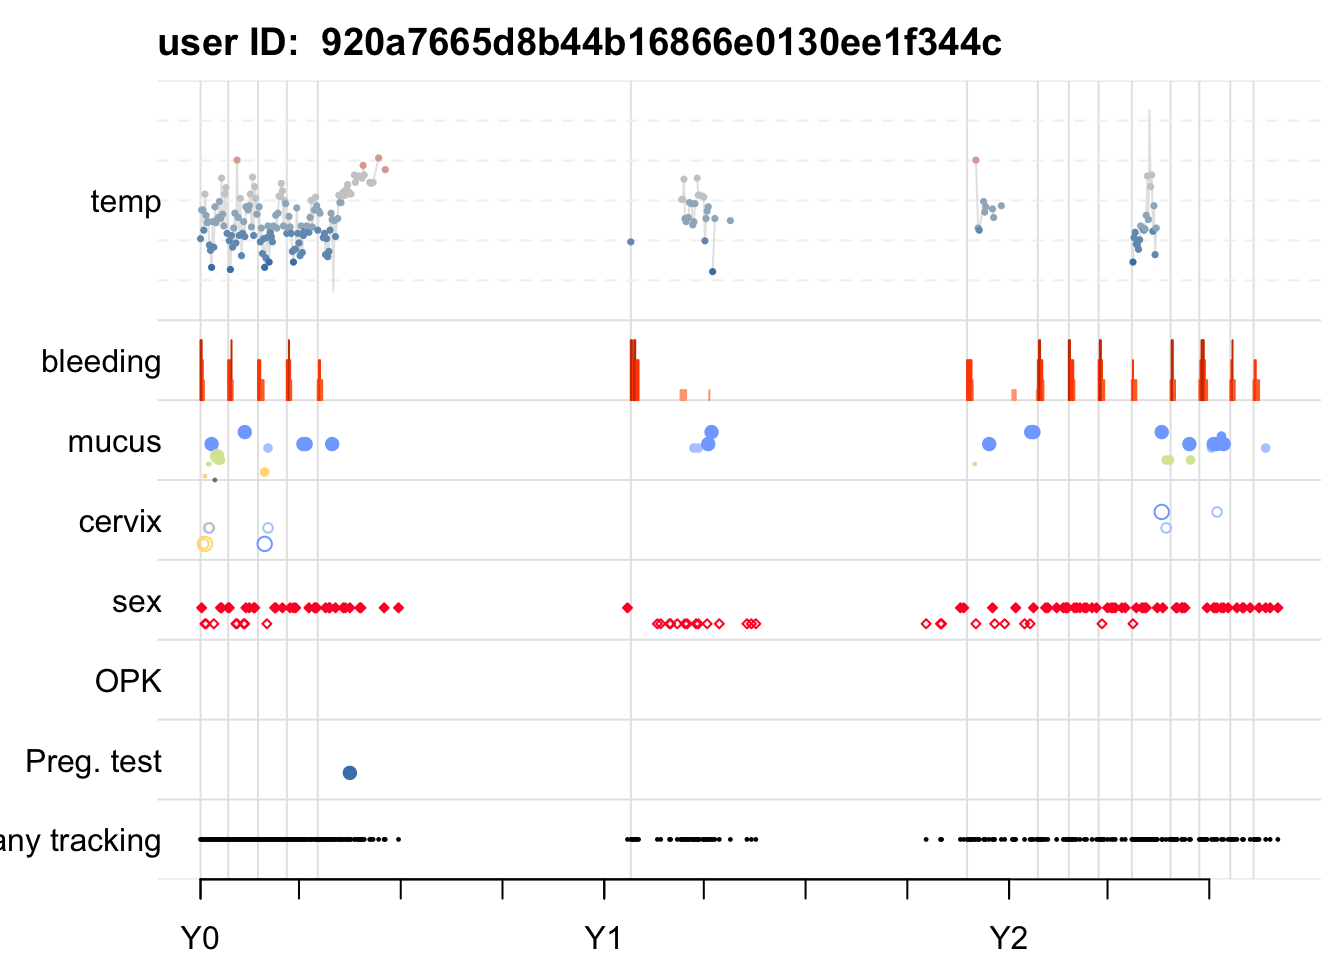 user ID:  920a7665d8b44b16866e0130ee1f344c
temp
bleeding
mucus
cervix
sex
OPK
Preg. test
any tracking
Y0 Y1 Y2